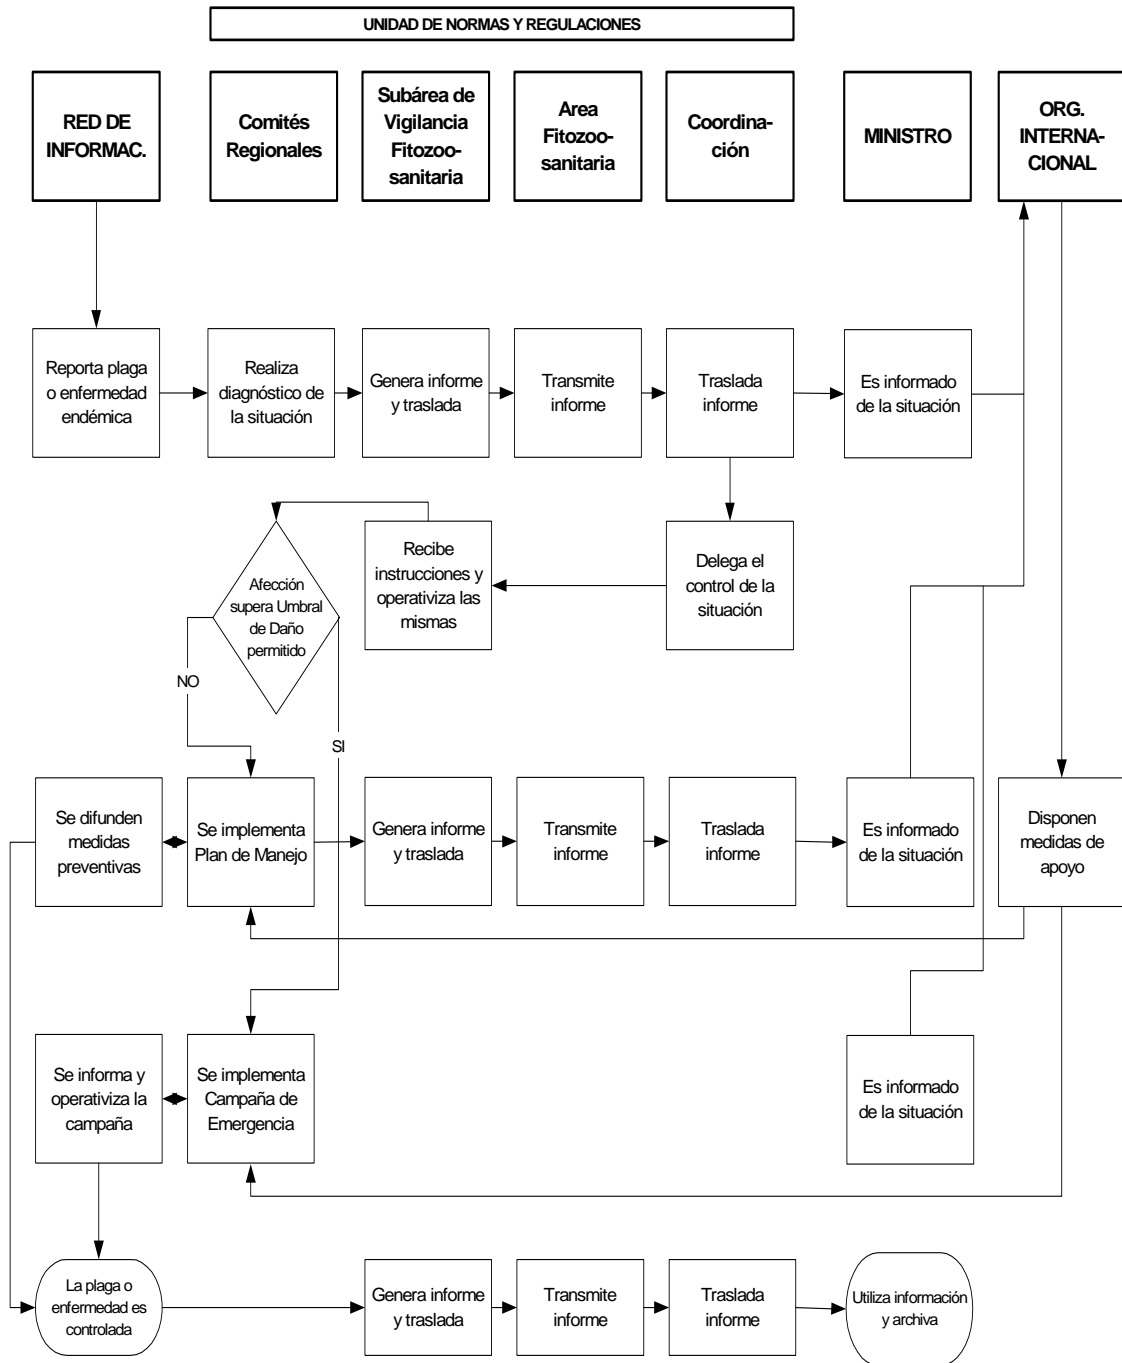 UNIDAD DE NORMAS Y REGULACIONES
RED DE
INFORMAC.
Comités
Regionales
Subárea de
Vigilancia
Fitozoo-
sanitaria
Area
Fitozoo-
sanitaria
Coordina-
ción
MINISTRO
ORG.
INTERNA-
CIONAL
Reporta plaga
o enfermedad
endémica
Realiza
diagnóstico de
la situación
Genera informe
y traslada
Transmite
informe
Traslada
informe
Es informado
de la situación
Afección
supera Umbral
de Daño
permitido
Recibe
instrucciones y
operativiza las
mismas
Delega el
control de la
situación
NO
SI
Se difunden
medidas
preventivas
Se implementa
Plan de Manejo
Genera informe
y traslada
Transmite
informe
Traslada
informe
Es informado
de la situación
Disponen
medidas de
apoyo
Se informa y
operativiza la
campaña
Se implementa
Campaña de
Emergencia
Es informado
de la situación
La plaga o
enfermedad es
controlada
Genera informe
y traslada
Transmite
informe
Traslada
informe
Utiliza información
y archiva